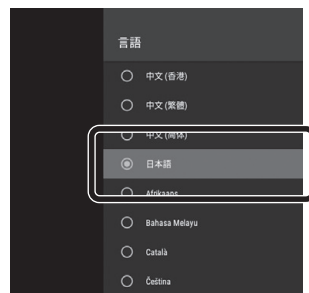 言語
中文 (香港)
中文 (繁體)
中文 (简体)
日本語
Afrikaans
Bahasa Melayu
Català
Čeština